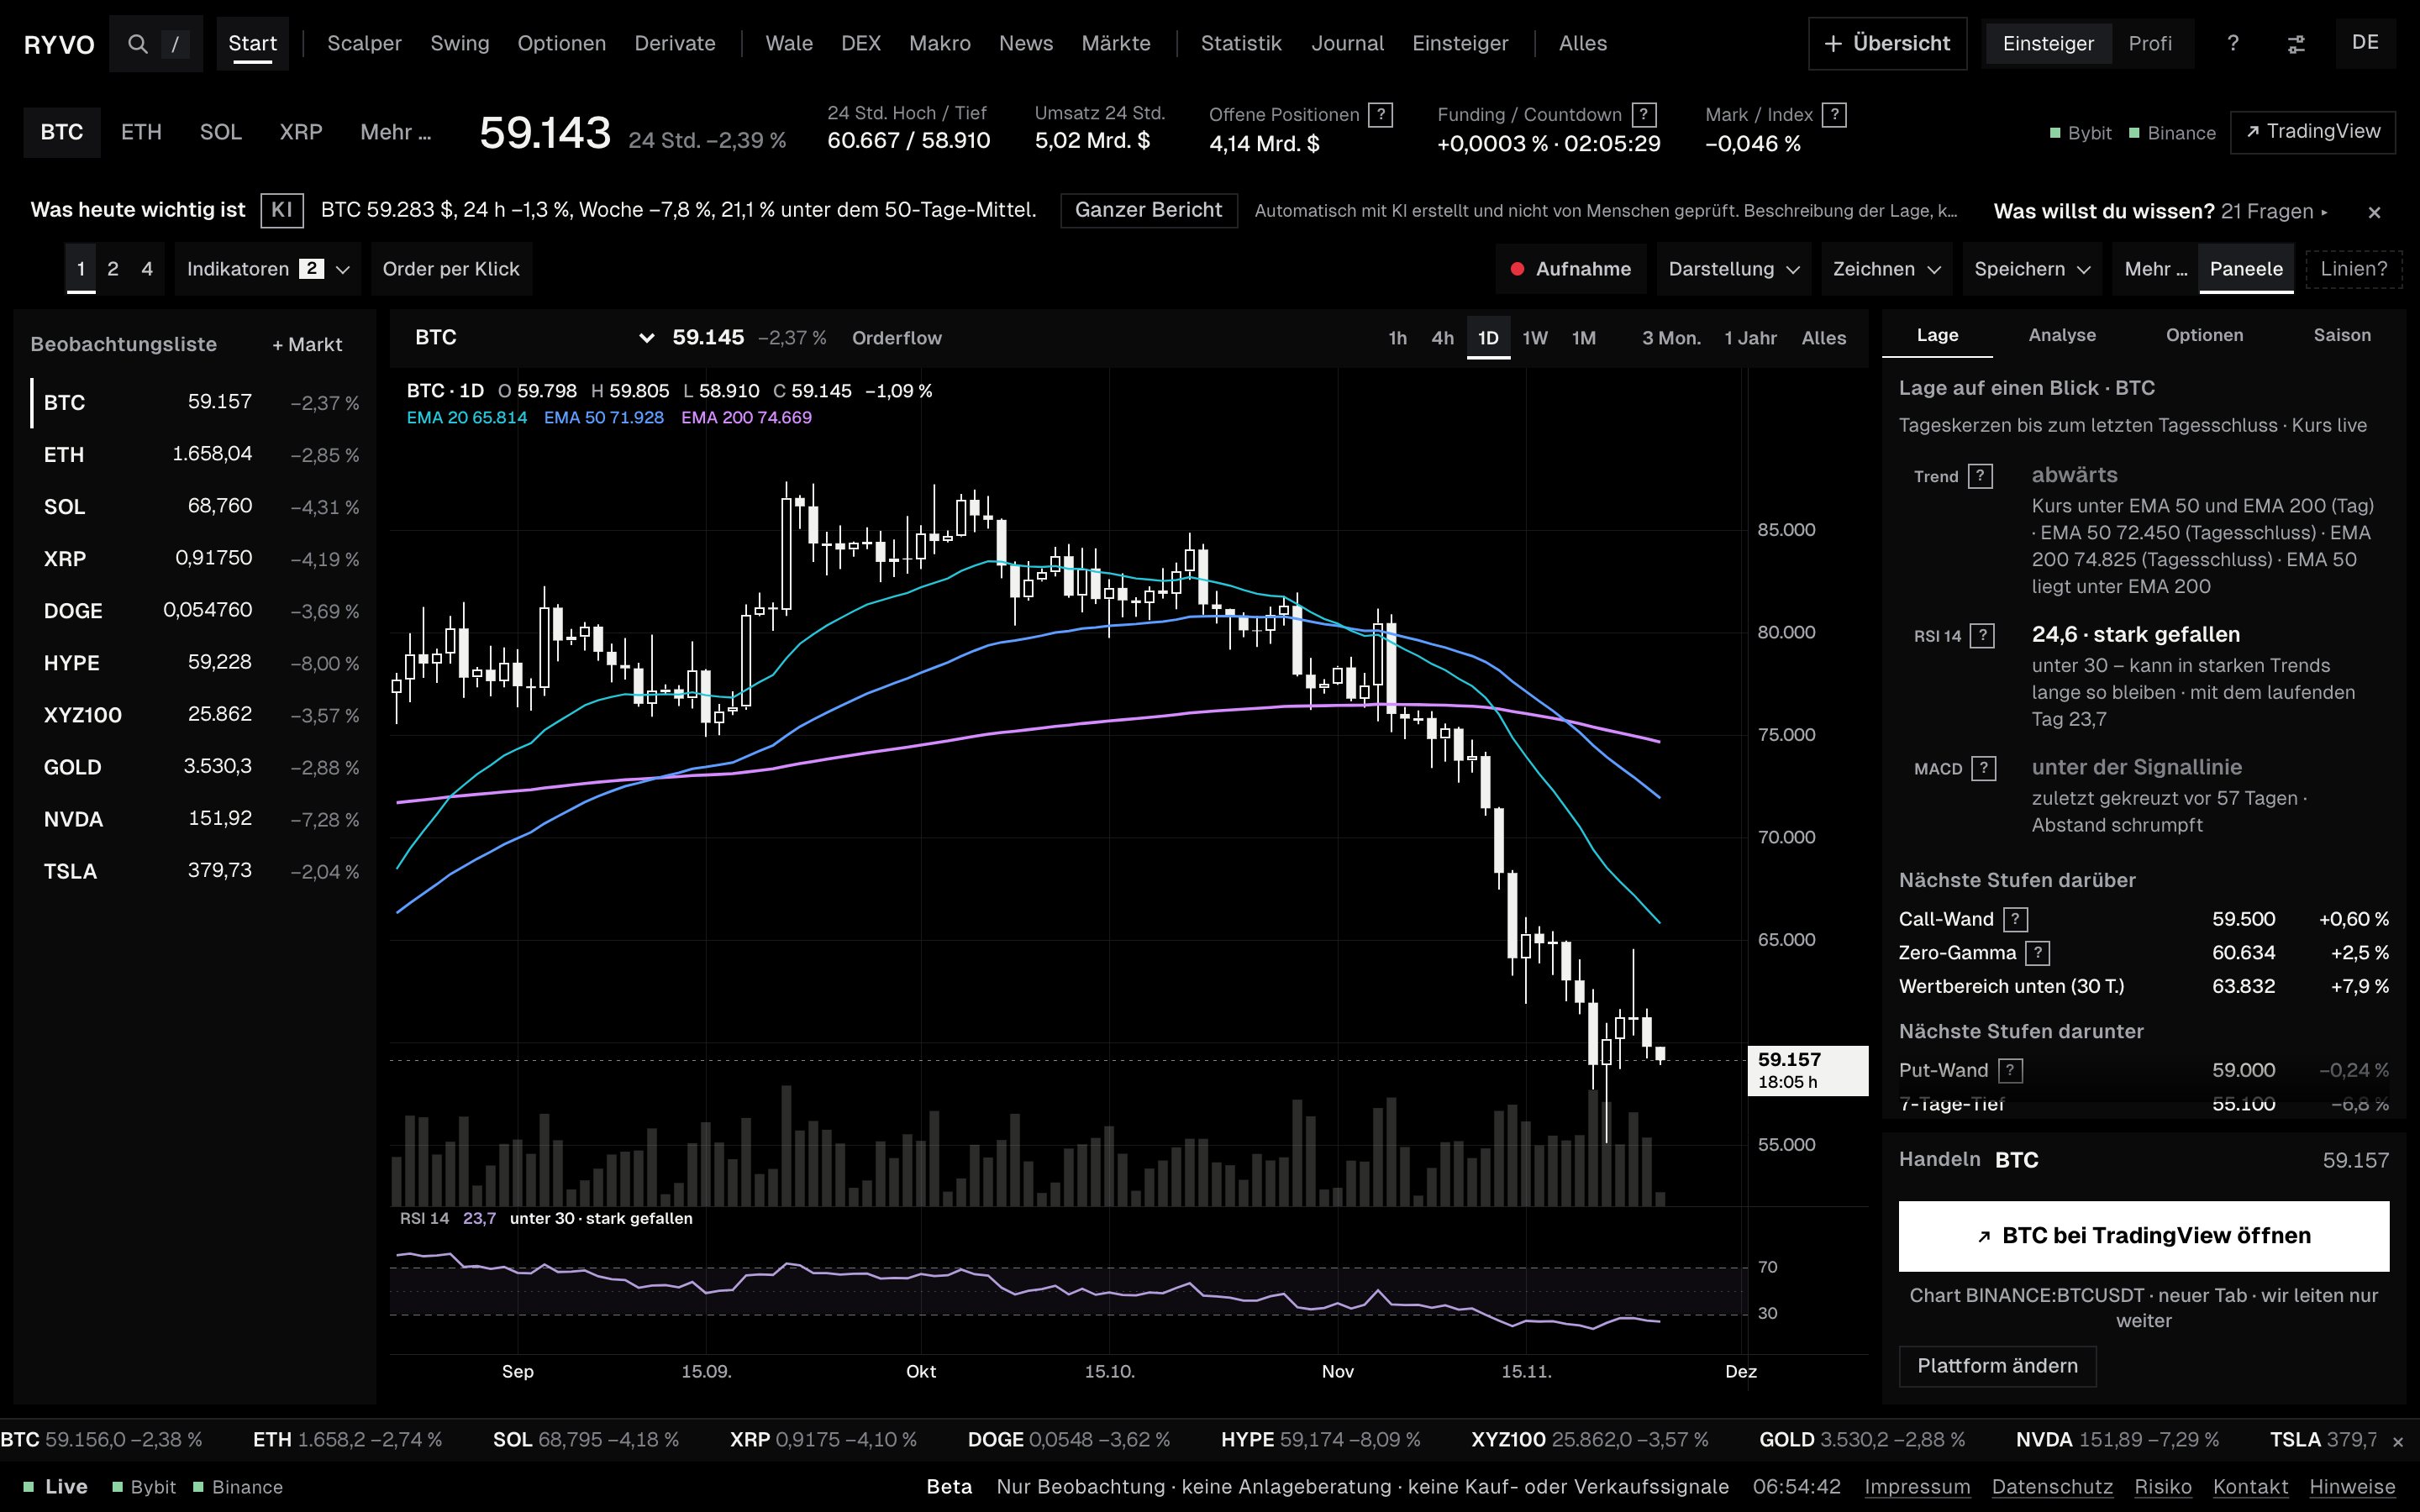 RYVO / Start Scalper Swing Optionen Derivate Wale DEX Makro News Märkte Statistik Journal Einsteiger Alles + Übersicht Einsteiger Profi ? DE
BTC ETH SOL XRP Mehr ... 59.143 24 Std. −2,39 %
24 Std. Hoch / Tief
60.667 / 58.910
Umsatz 24 Std.
5,02 Mrd. $
Offene Positionen ?
4,14 Mrd. $
Funding / Countdown ?
+0,0003 % · 02:05:29
Mark / Index ?
−0,046 %
Bybit Binance ↗ TradingView
Was heute wichtig ist KI BTC 59.283 $, 24 h −1,3 %, Woche −7,8 %, 21,1 % unter dem 50-Tage-Mittel. Ganzer Bericht Automatisch mit KI erstellt und nicht von Menschen geprüft. Beschreibung der Lage, k... Was willst du wissen? 21 Fragen ▸ ×
1 2 4 Indikatoren 2 Order per Klick Aufnahme Darstellung Zeichnen Speichern Mehr ... Paneele Linien?
Beobachtungsliste + Markt
BTC 59.157 −2,37 %
ETH 1.658,04 −2,85 %
SOL 68,760 −4,31 %
XRP 0,91750 −4,19 %
DOGE 0,054760 −3,69 %
HYPE 59,228 −8,00 %
XYZ100 25.862 −3,57 %
GOLD 3.530,3 −2,88 %
NVDA 151,92 −7,28 %
TSLA 379,73 −2,04 %
BTC 59.145 −2,37 % Orderflow 1h 4h 1D 1W 1M 3 Mon. 1 Jahr Alles
BTC · 1D O 59.798 H 59.805 L 58.910 C 59.145 −1,09 %
EMA 20 65.814 EMA 50 71.928 EMA 200 74.669
85.000
80.000
75.000
70.000
65.000
59.157
18:05 h
55.000
RSI 14 23,7 unter 30 · stark gefallen
70
30
Sep 15.09. Okt 15.10. Nov 15.11. Dez
Lage Analyse Optionen Saison
Lage auf einen Blick · BTC
Tageskerzen bis zum letzten Tagesschluss · Kurs live
Trend ? abwärts
Kurs unter EMA 50 und EMA 200 (Tag)
· EMA 50 72.450 (Tagesschluss) · EMA
200 74.825 (Tagesschluss) · EMA 50
liegt unter EMA 200
RSI 14 ? 24,6 · stark gefallen
unter 30 – kann in starken Trends
lange so bleiben · mit dem laufenden
Tag 23,7
MACD ? unter der Signallinie
zuletzt gekreuzt vor 57 Tagen ·
Abstand schrumpft
Nächste Stufen darüber
Call-Wand ? 59.500 +0,60 %
Zero-Gamma ? 60.634 +2,5 %
Wertbereich unten (30 T.) 63.832 +7,9 %
Nächste Stufen darunter
Put-Wand ? 59.000 −0,24 %
7-Tage-Tief 55.100 −6,8 %
Handeln BTC 59.157
↗ BTC bei TradingView öffnen
Chart BINANCE:BTCUSDT · neuer Tab · wir leiten nur
weiter
Plattform ändern
BTC 59.156,0 −2,38 % ETH 1.658,2 −2,74 % SOL 68,795 −4,18 % XRP 0,9175 −4,10 % DOGE 0,0548 −3,62 % HYPE 59,174 −8,09 % XYZ100 25.862,0 −3,57 % GOLD 3.530,2 −2,88 % NVDA 151,89 −7,29 % TSLA 379,7 ×
Live Bybit Binance Beta Nur Beobachtung · keine Anlageberatung · keine Kauf- oder Verkaufssignale 06:54:42 Impressum Datenschutz Risiko Kontakt Hinweise